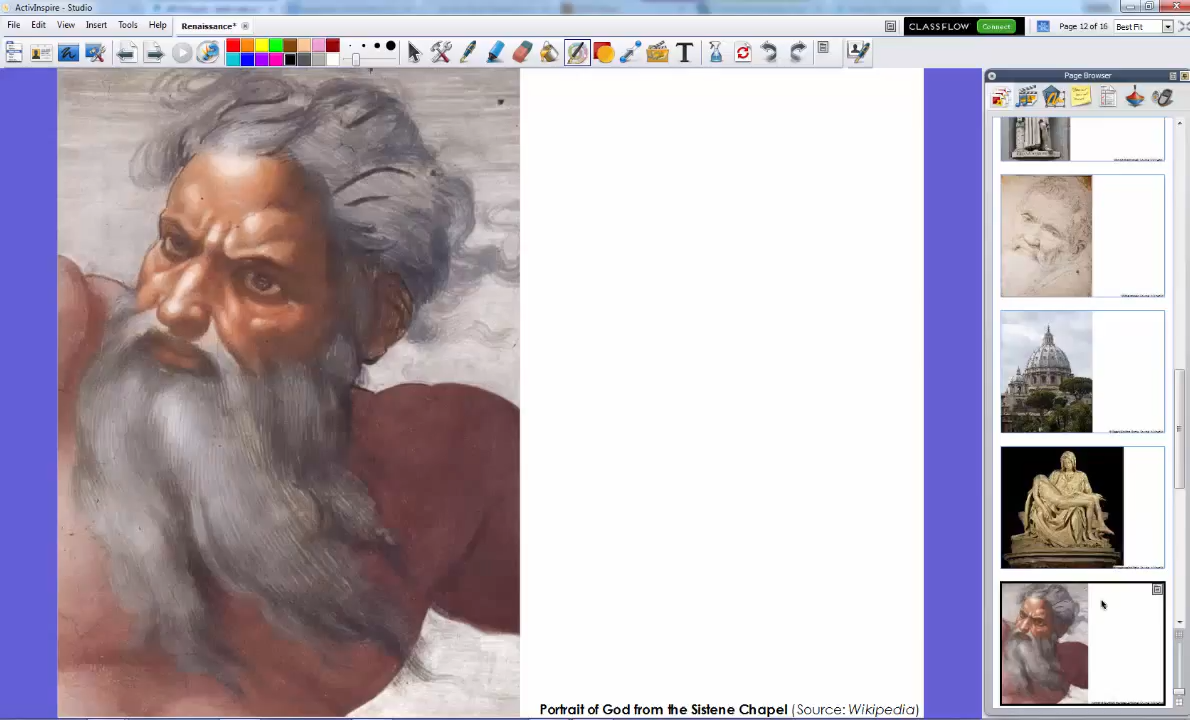 ActivInspire - Studio
File Edit View Insert Tools Help Renaissance* CLASSFLOW Connect Page 12 of 16 Best Fit
Page Browser
Portrait of God from the Sistene Chapel (Source: Wikipedia)